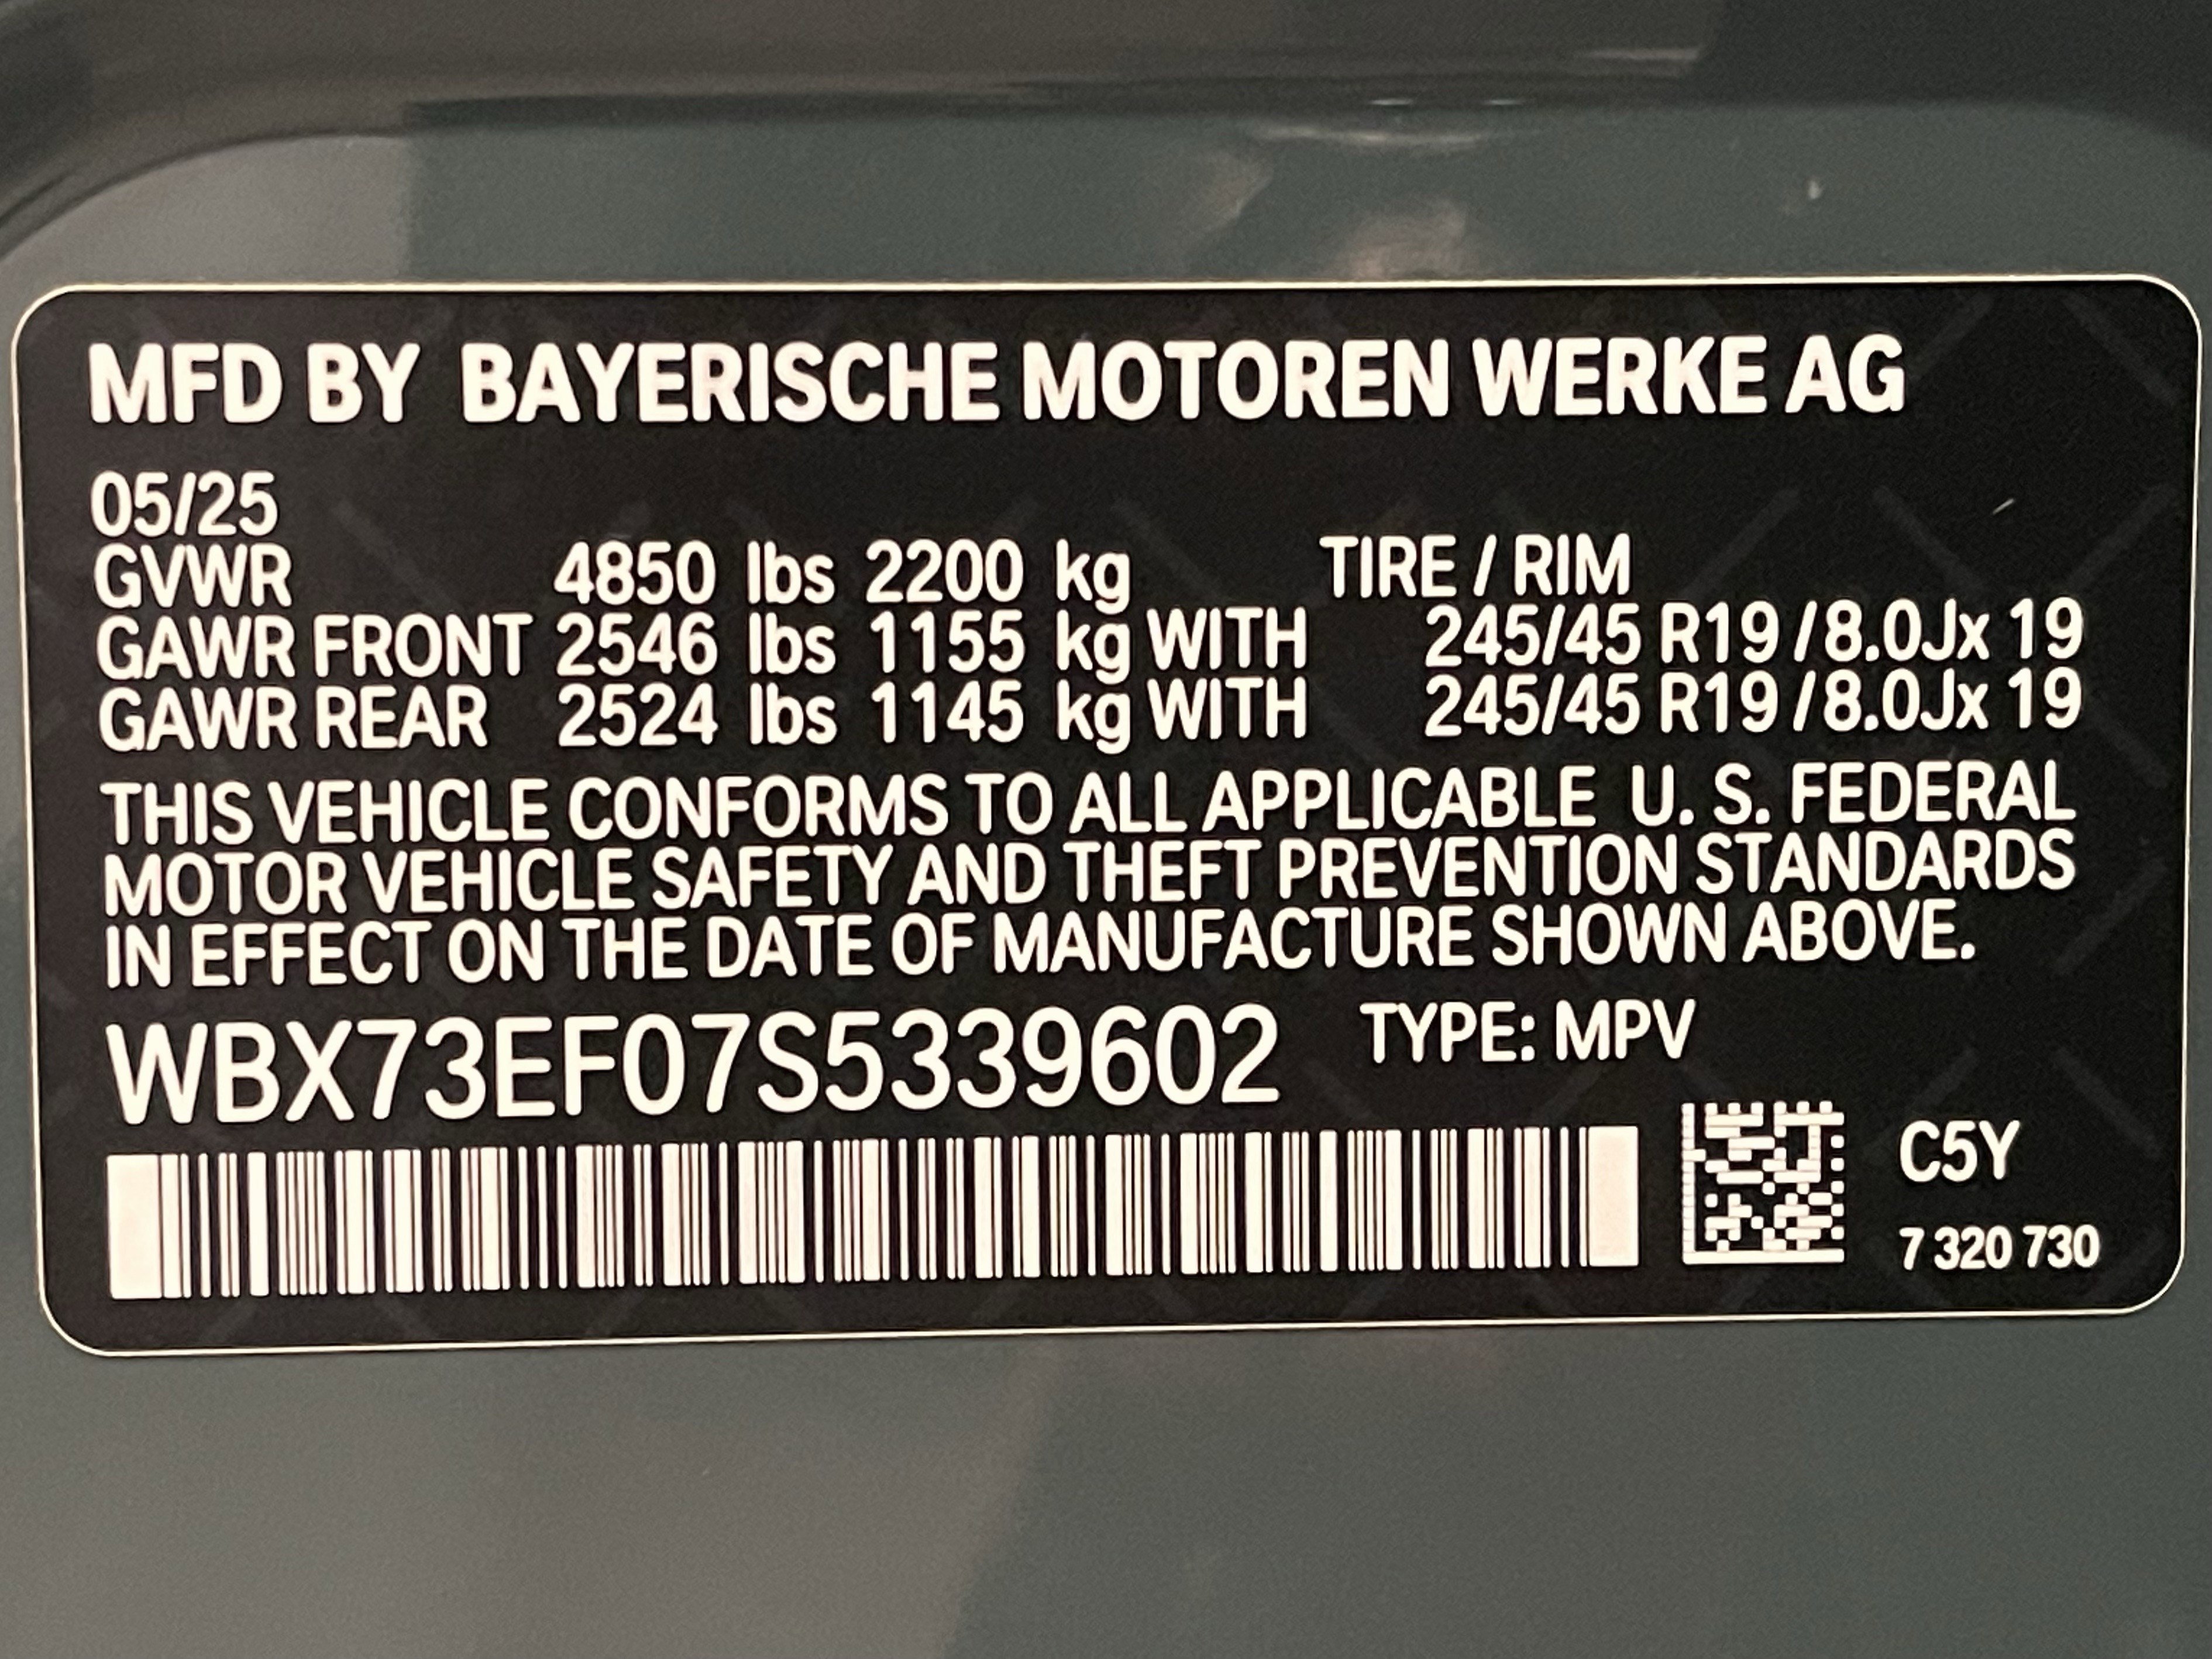 MFD BY BAYERISCHE MOTOREN WERKE AG
05/25
GVWR 4850 lbs 2200 kg TIRE / RIM
GAWR FRONT 2546 lbs 1155 kg WITH 245/45 R19 / 8.0Jx 19
GAWR REAR 2524 lbs 1145 kg WITH 245/45 R19 / 8.0Jx 19
THIS VEHICLE CONFORMS TO ALL APPLICABLE U. S. FEDERAL
MOTOR VEHICLE SAFETY AND THEFT PREVENTION STANDARDS
IN EFFECT ON THE DATE OF MANUFACTURE SHOWN ABOVE.
WBX73EF07S5339602 TYPE: MPV
C5Y
7 320 730